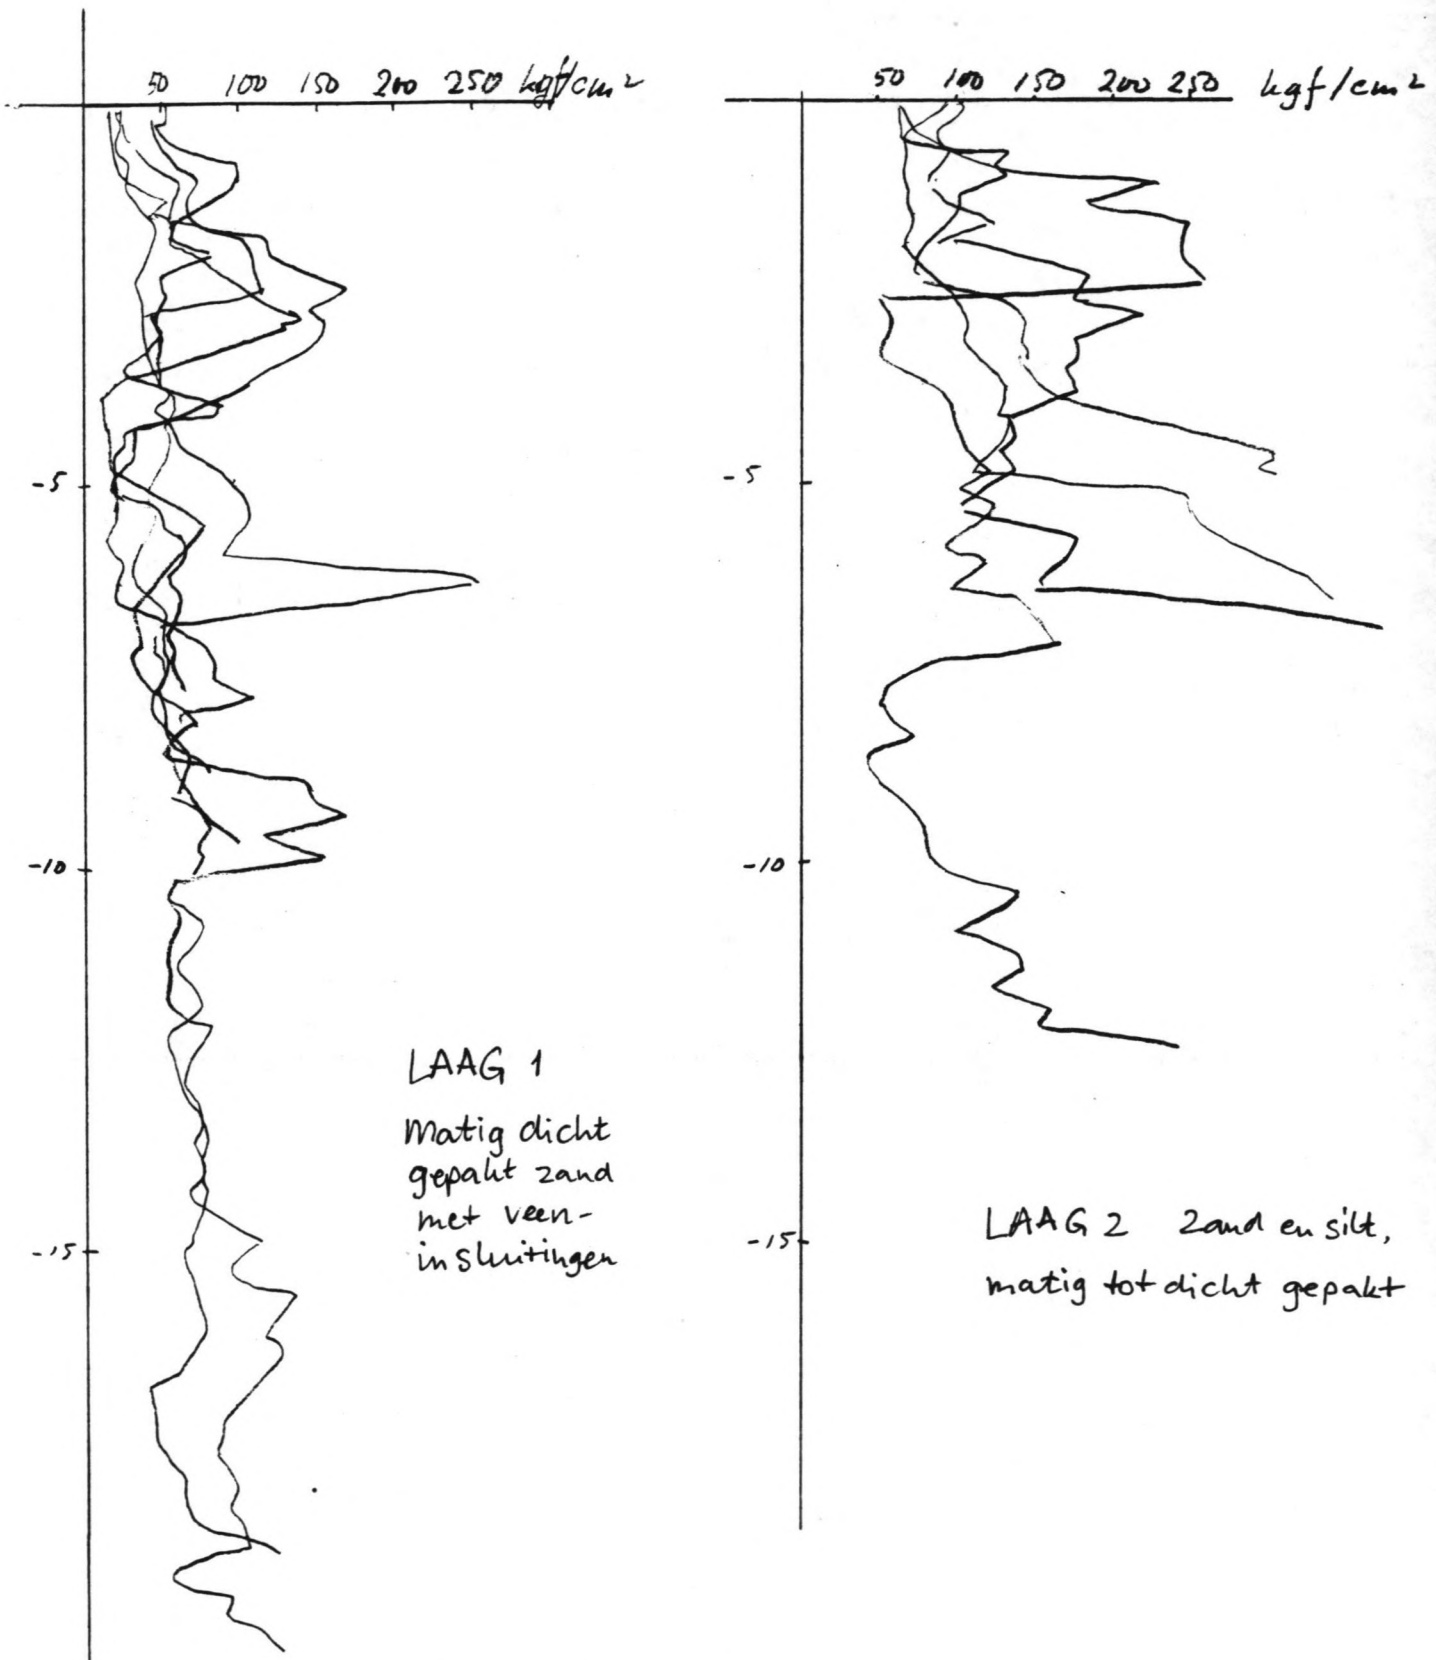 50 100 150 200 250 kgf/cm²
-5
-10
-15
LAAG 1
Matig dicht
gepakt zand
met veen-
insluitingen
50 100 150 200 250 kgf/cm²
-5
-10
-15
LAAG 2 Zand en silt,
matig tot dicht gepakt